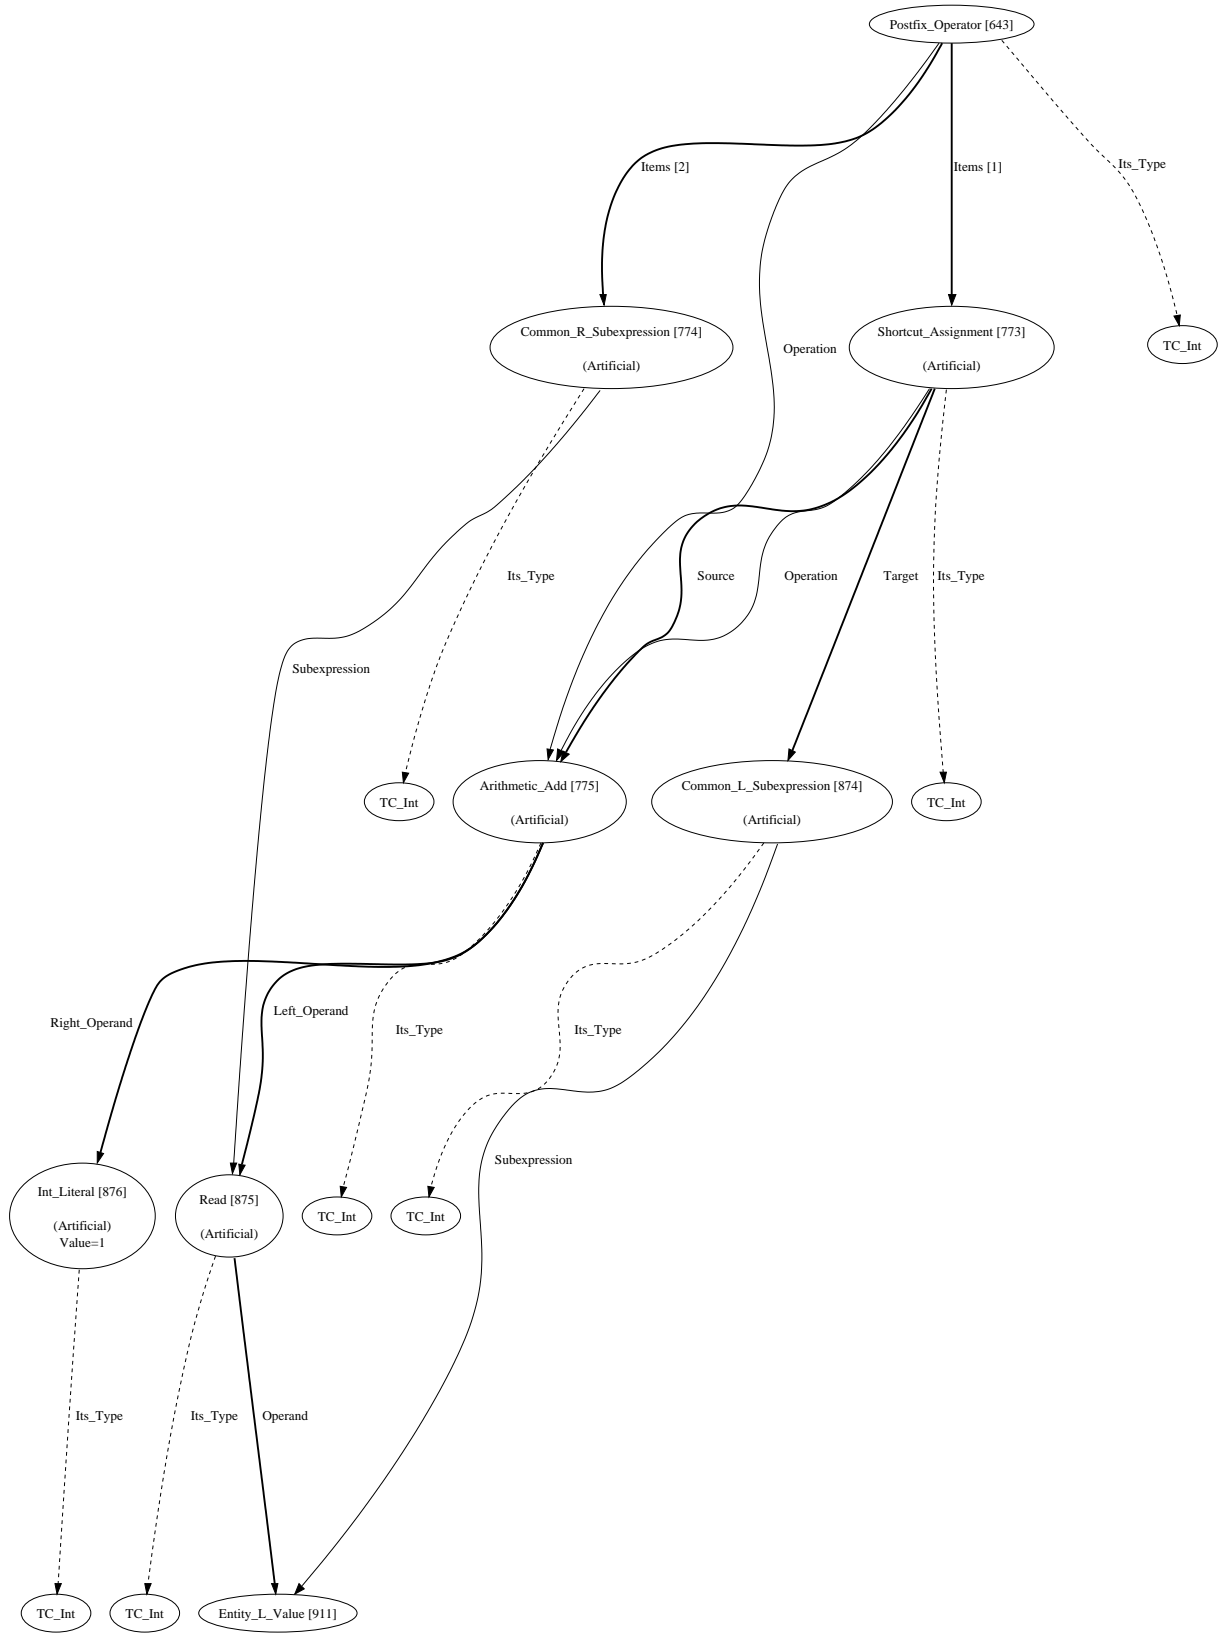 Postfix_Operator [643]
Items [2]
Items [1]
Its_Type
Common_R_Subexpression [774]
(Artificial)
Operation
Shortcut_Assignment [773]
(Artificial)
TC_Int
Its_Type
Source
Operation
Target
Its_Type
Subexpression
TC_Int
Arithmetic_Add [775]
(Artificial)
Common_L_Subexpression [874]
(Artificial)
TC_Int
Right_Operand
Left_Operand
Its_Type
Its_Type
Subexpression
Int_Literal [876]
(Artificial)
Value=1
Read [875]
(Artificial)
TC_Int
TC_Int
Its_Type
Its_Type
Operand
TC_Int
TC_Int
Entity_L_Value [911]